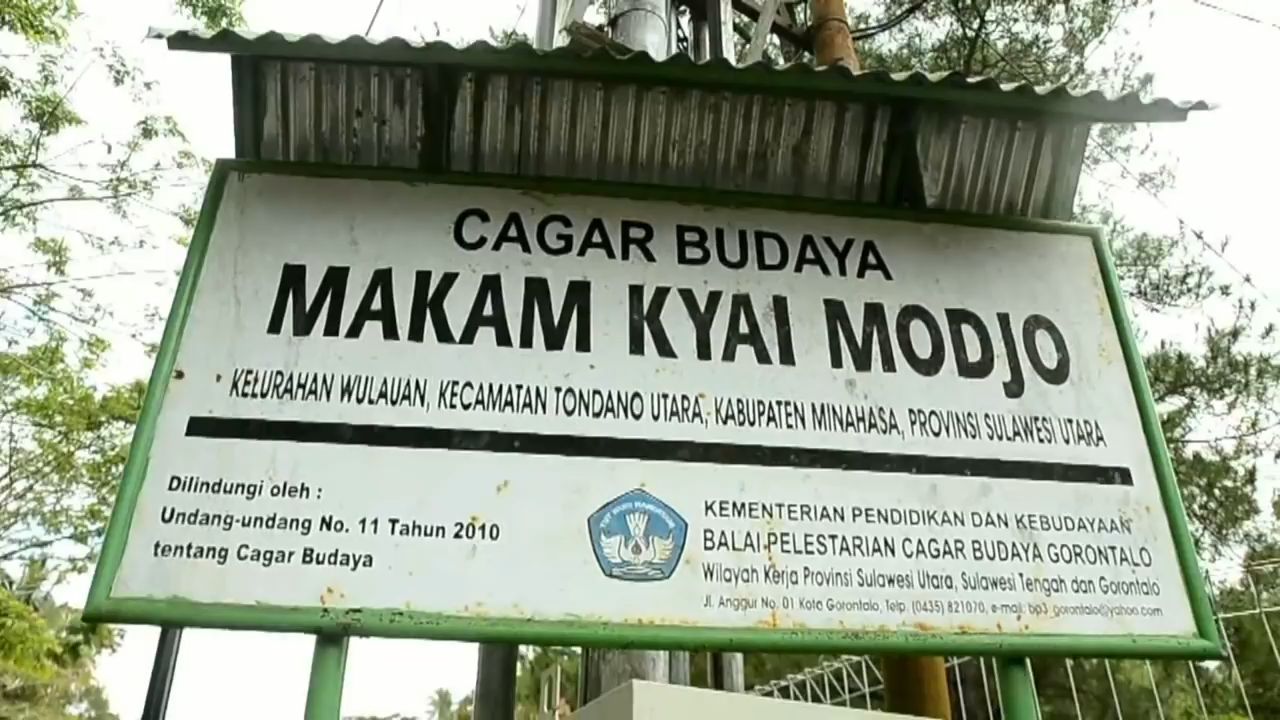 CAGAR BUDAYA
MAKAM KYAI MODJO
KELURAHAN WULAUAN, KECAMATAN TONDANO UTARA, KABUPATEN MINAHASA, PROVINSI SULAWESI UTARA
Dilindungi oleh :
Undang-undang No. 11 Tahun 2010
tentang Cagar Budaya
TUT WURI HANDAYANI
KEMENTERIAN PENDIDIKAN DAN KEBUDAYAAN
BALAI PELESTARIAN CAGAR BUDAYA GORONTALO
Wilayah Kerja Provinsi Sulawesi Utara, Sulawesi Tengah dan Gorontalo
Jl. Anggur No. 01 Kota Gorontalo, Telp. (0435) 821070, e-mail: bp3_gorontalo@yahoo.com